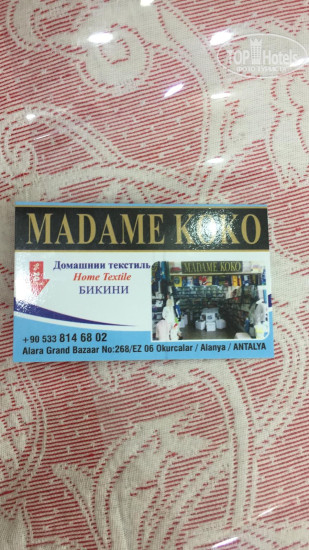 TOPHotels
MADAME KOKO
Домашнии текстиль
Home Textile
БИКИНИ
MADAME KOKO
+90 533 814 68 02
Alara Grand Bazaar No:268/EZ 06 Okurcalar / Alanya / ANTALYA